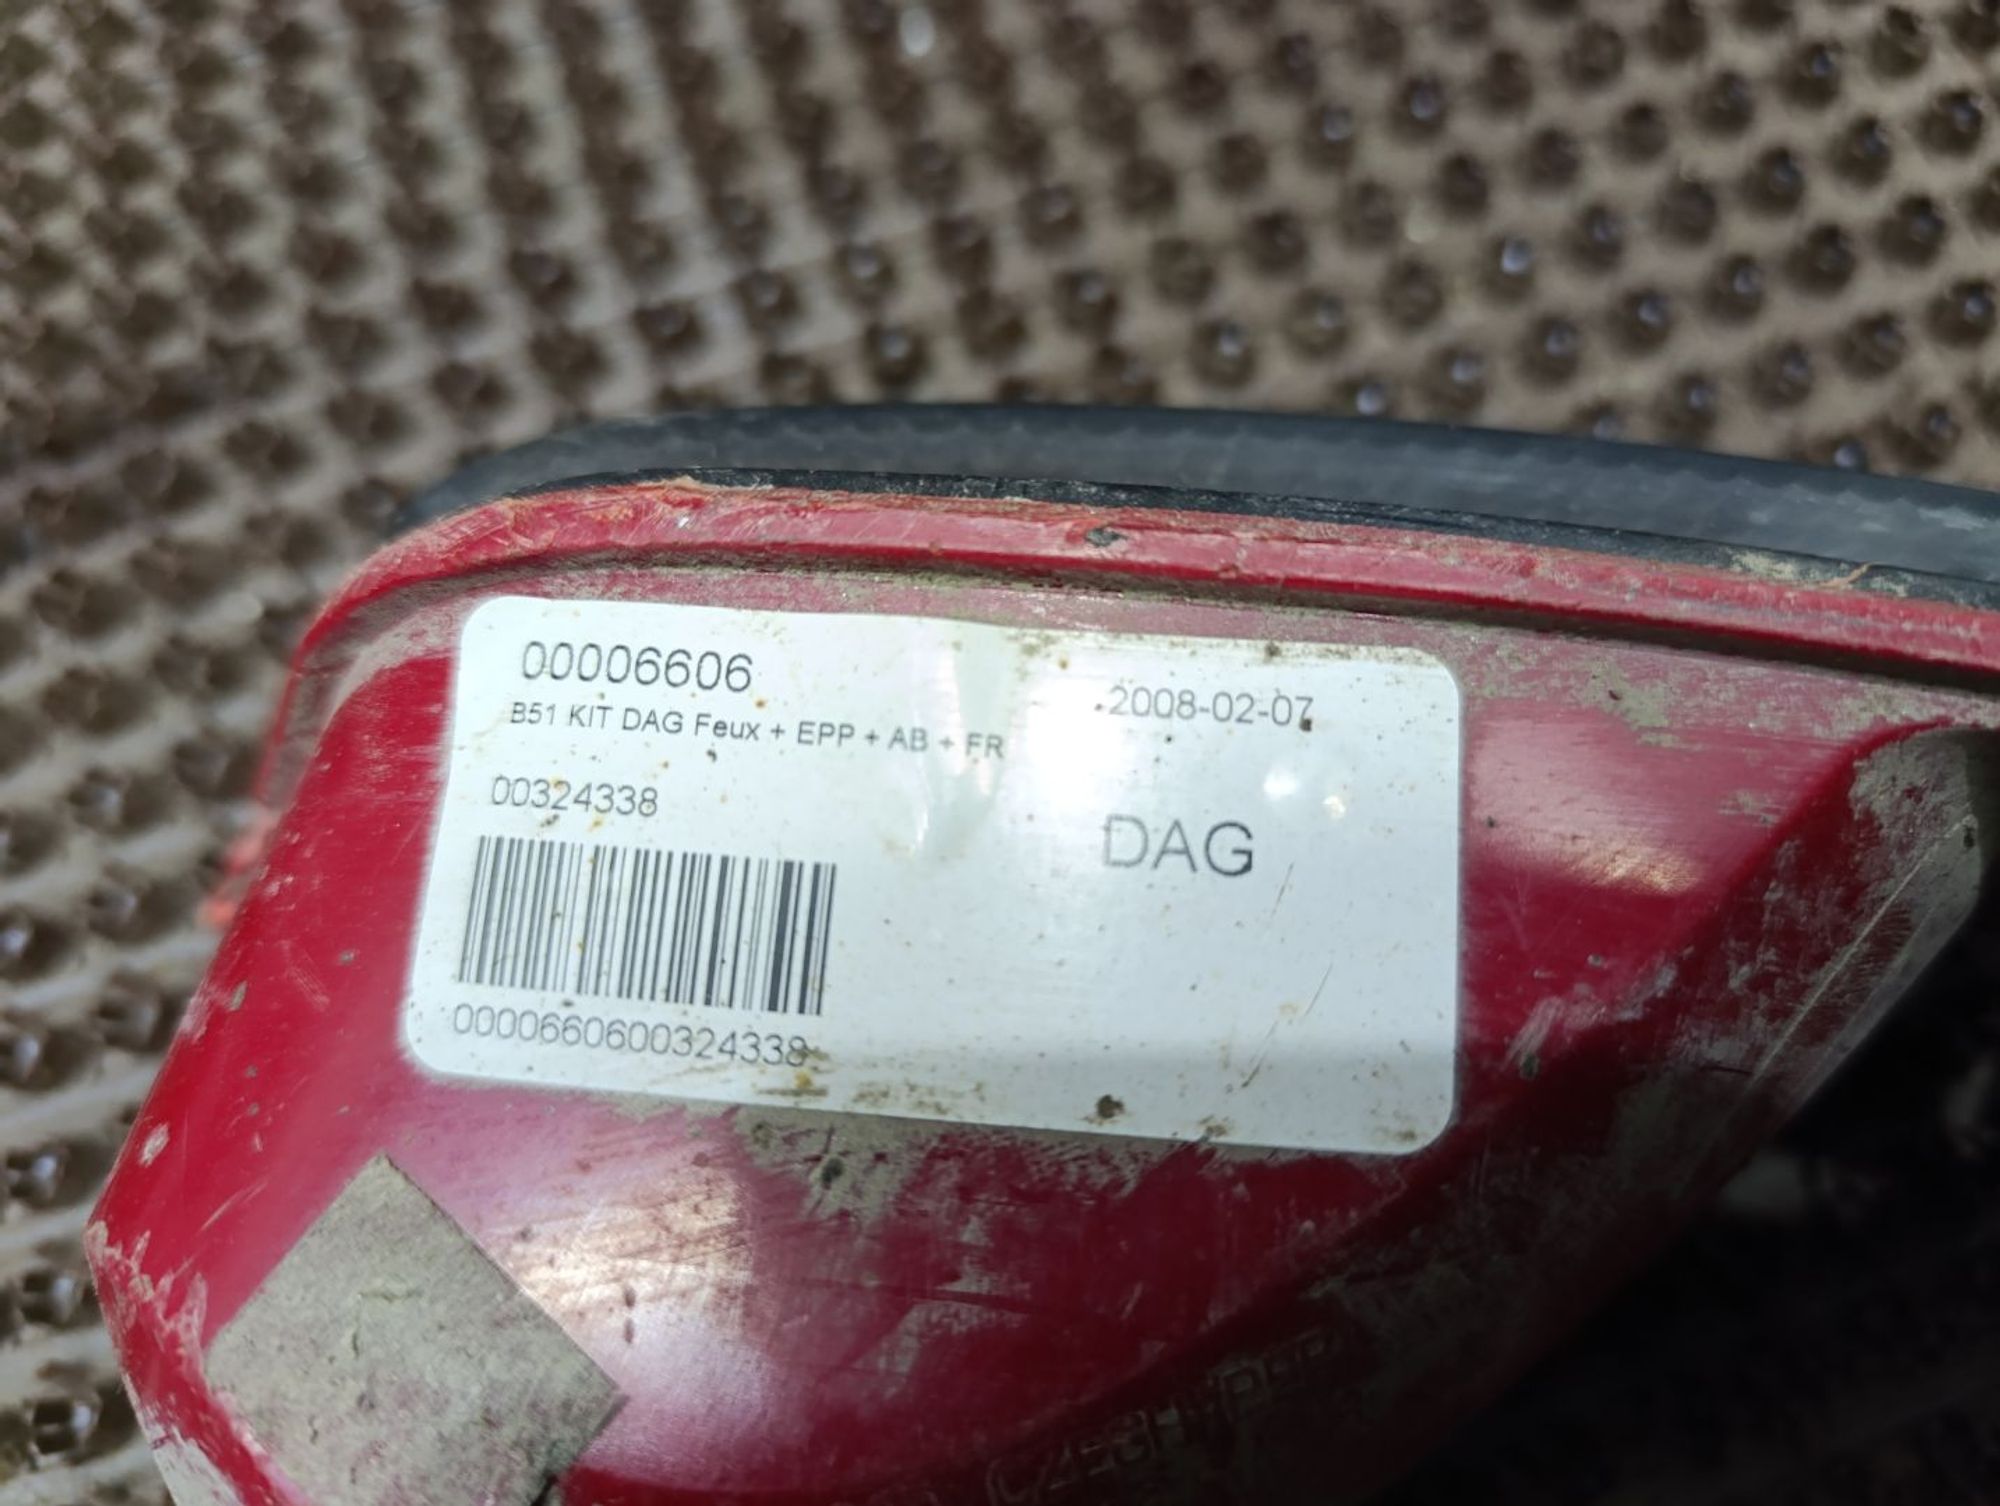 00006606
2008-02-07
B51 KIT DAG Feux + EPP + AB + FR
00324338
DAG
0000660600324338